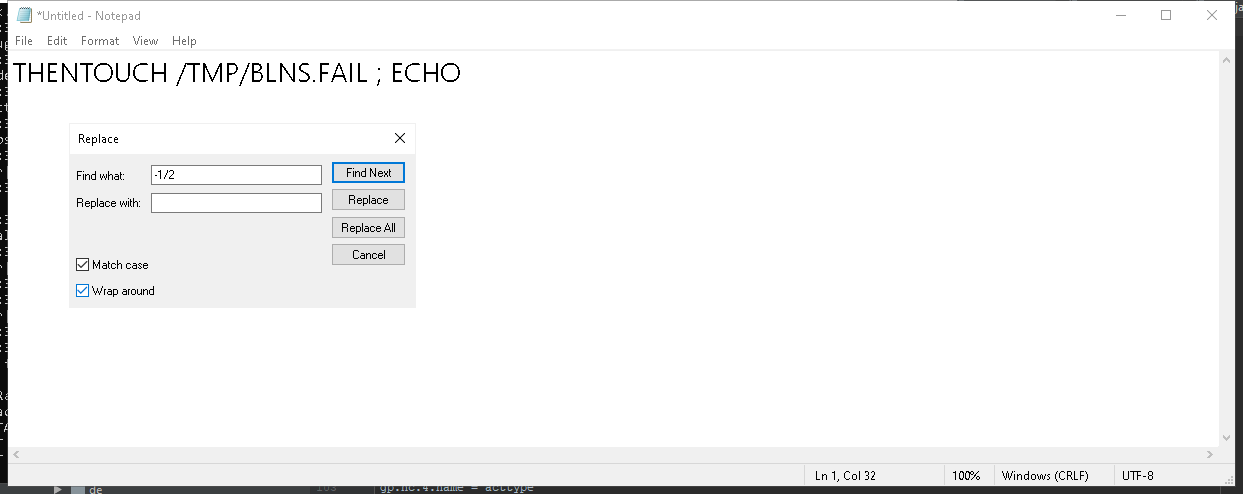 *Untitled - Notepad
File Edit Format View Help
THENTOUCH /TMP/BLNS.FAIL ; ECHO
Replace
Find what: -1/2 Find Next
Replace with: Replace
Replace All
Cancel
Match case
Wrap around
Ln 1, Col 32 100% Windows (CRLF) UTF-8
de